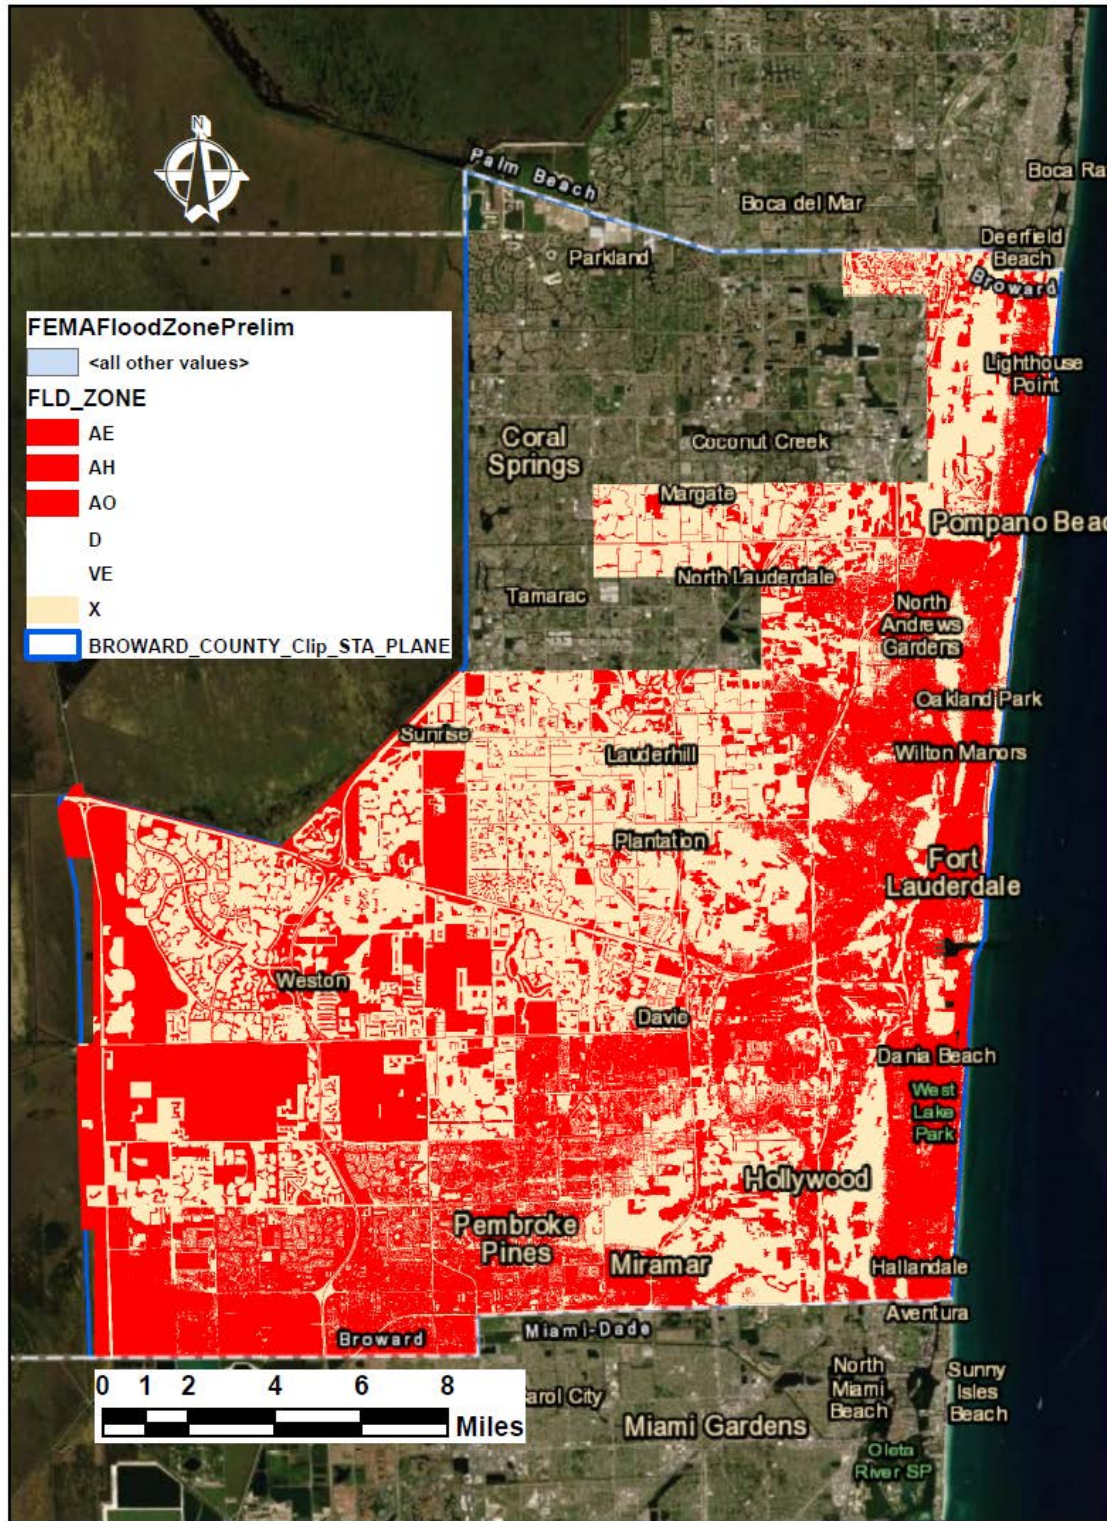 N
Palm Beach
Boca Ra
Boca del Mar
Deerfield
Beach
Parkland
Broward
FEMAFloodZonePrelim
<all other values>
FLD_ZONE
AE
AH
AO
D
VE
X
BROWARD_COUNTY_Clip_STA_PLANE
Lighthouse
Point
Coral
Springs
Coconut Creek
Margate
Pompano Beac
North Lauderdale
Tamarac
North
Andrews
Gardens
Oakland Park
Sunrise
Lauderhill
Wilton Manors
Plantation
Fort
Lauderdale
Weston
Davie
Dania Beach
West
Lake
Park
Hollywood
Pembroke
Pines
Miramar
Hallandale
Aventura
Broward
Miami-Dade
0 1 2 4 6 8
Miles
arol City
North
Miami
Beach
Sunny
Isles
Beach
Miami Gardens
Oleta
River SP